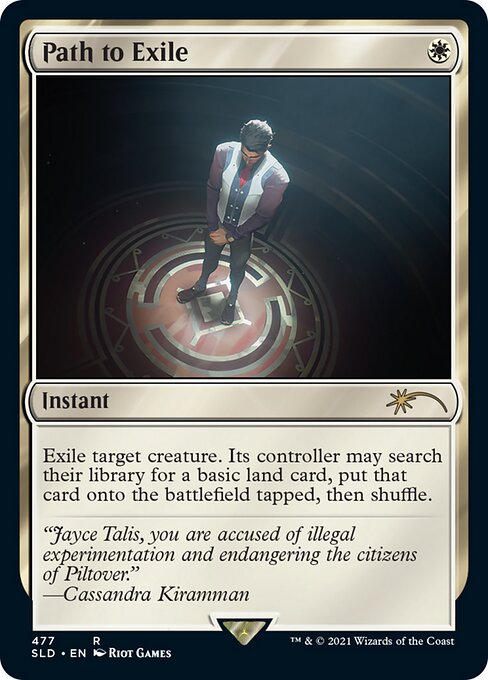 Path to Exile
Instant
Exile target creature. Its controller may search
their library for a basic land card, put that
card onto the battlefield tapped, then shuffle.
“Jayce Talis, you are accused of illegal
experimentation and endangering the citizens
of Piltover.”
—Cassandra Kiramman
477 R
SLD • EN Riot Games
™ & © 2021 Wizards of the Coast